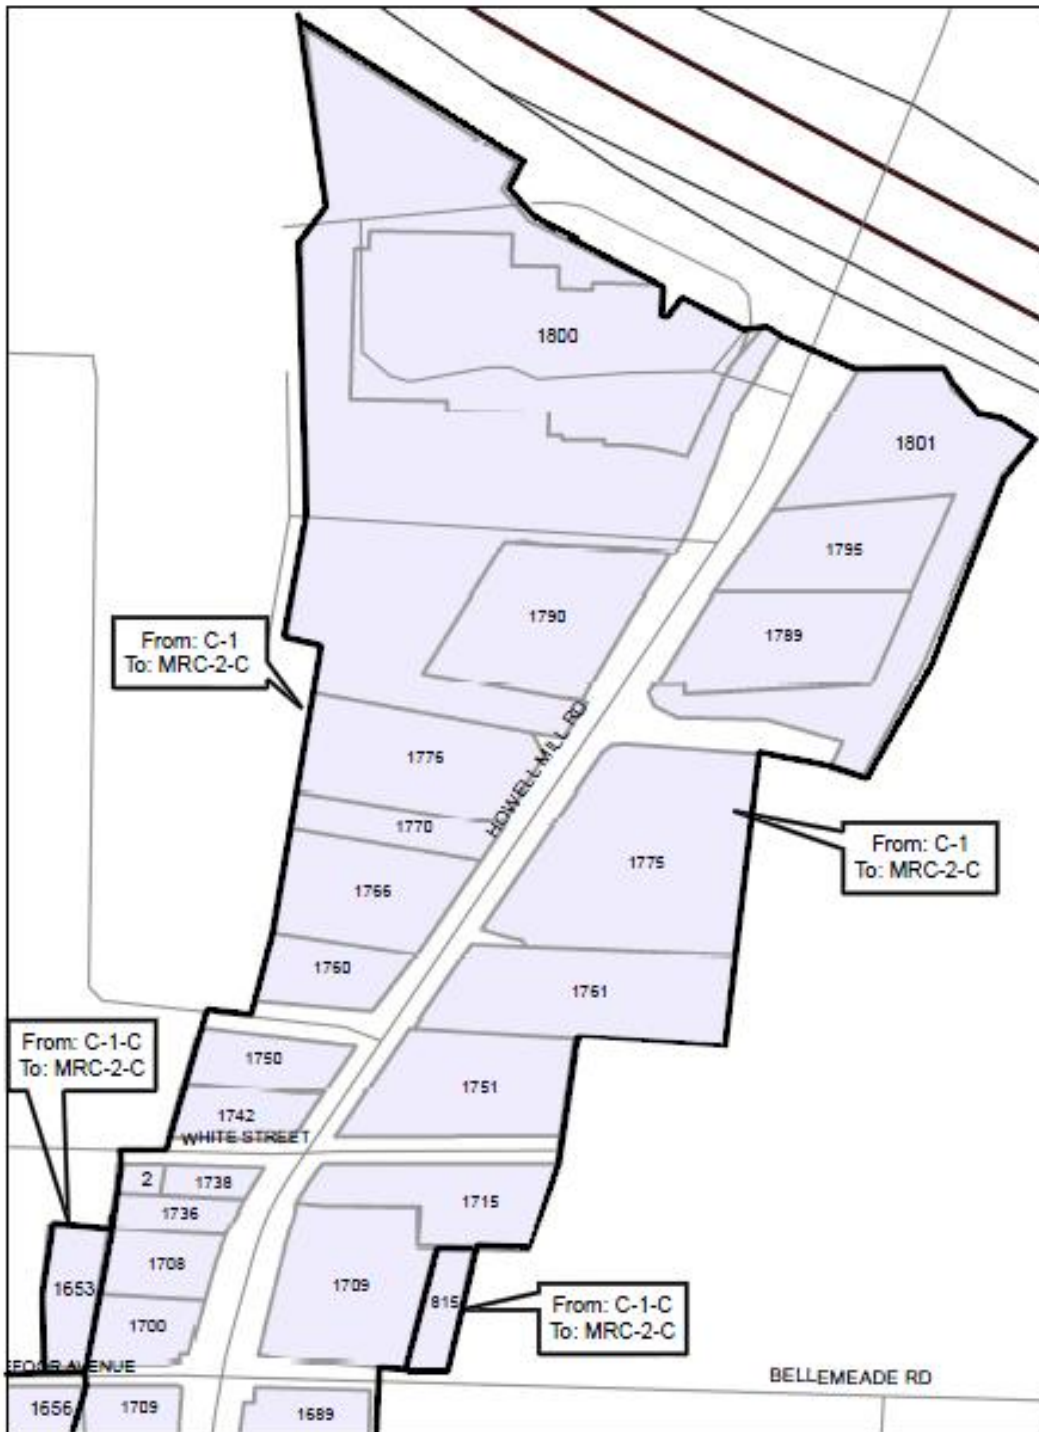 1800
1801
1795
1790
1789
From: C-1
To: MRC-2-C
HOWELL MILL RD
1776
1770
1775
From: C-1
To: MRC-2-C
1766
1760
1761
From: C-1-C
To: MRC-2-C
1750
1751
1742
WHITE STREET
2
1738
1715
1736
1708
1709
1653
815
From: C-1-C
To: MRC-2-C
1700
EFOOR AVENUE
BELLEMEADE RD
1656
1709
1689